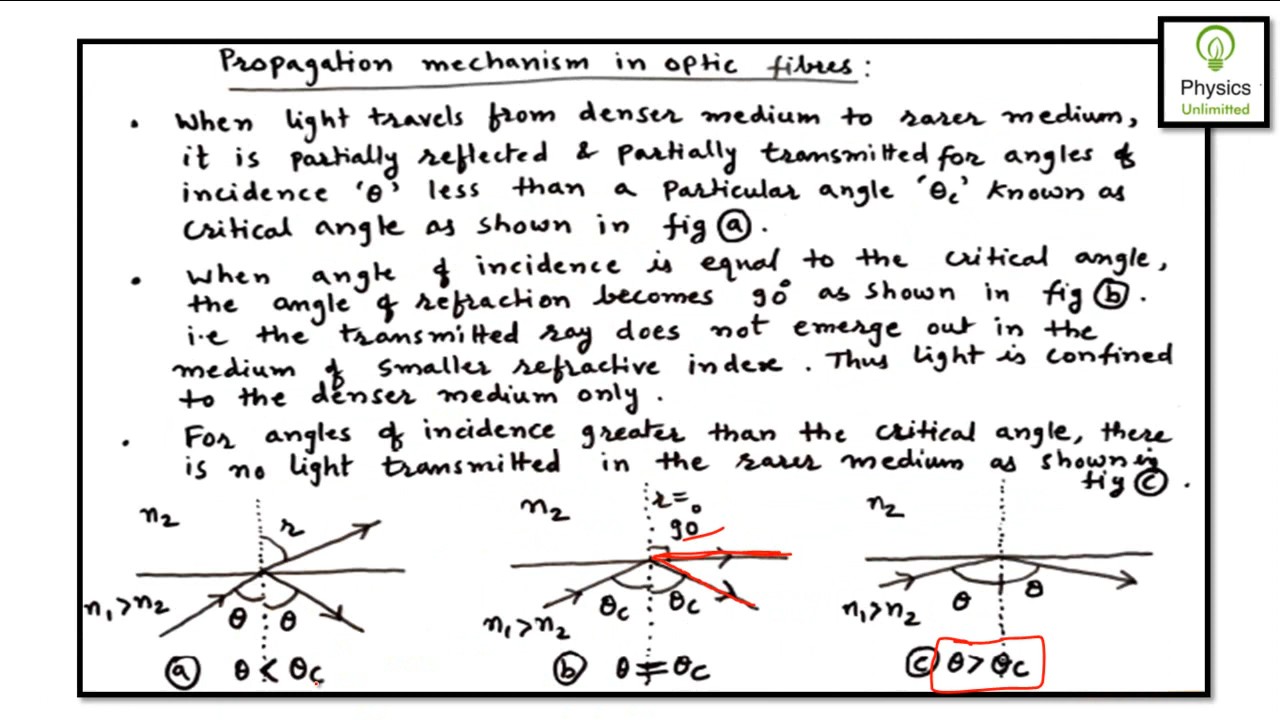 Propagation mechanism in optic fibres :
Physics
Unlimitted
• When light travels from denser medium to rarer medium,
it is partially reflected & partially transmitted for angles of
incidence 'θ' less than a particular angle 'θc' known as
critical angle as shown in fig (a).
• When angle of incidence is equal to the critical angle,
the angle of refraction becomes 90° as shown in fig (b).
i.e the transmitted ray does not emerge out in the
medium of smaller refractive index. Thus light is confined
to the denser medium only.
• For angles of incidence greater than the critical angle, there
is no light transmitted in the rarer medium as shown in
fig (c).
n2
r
n1>n2
θ θ
(a) θ < θc
n2
r=
90°
θc θc
n1>n2
(b) θ = θc
n2
n1>n2
θ θ
(c) θ > θc